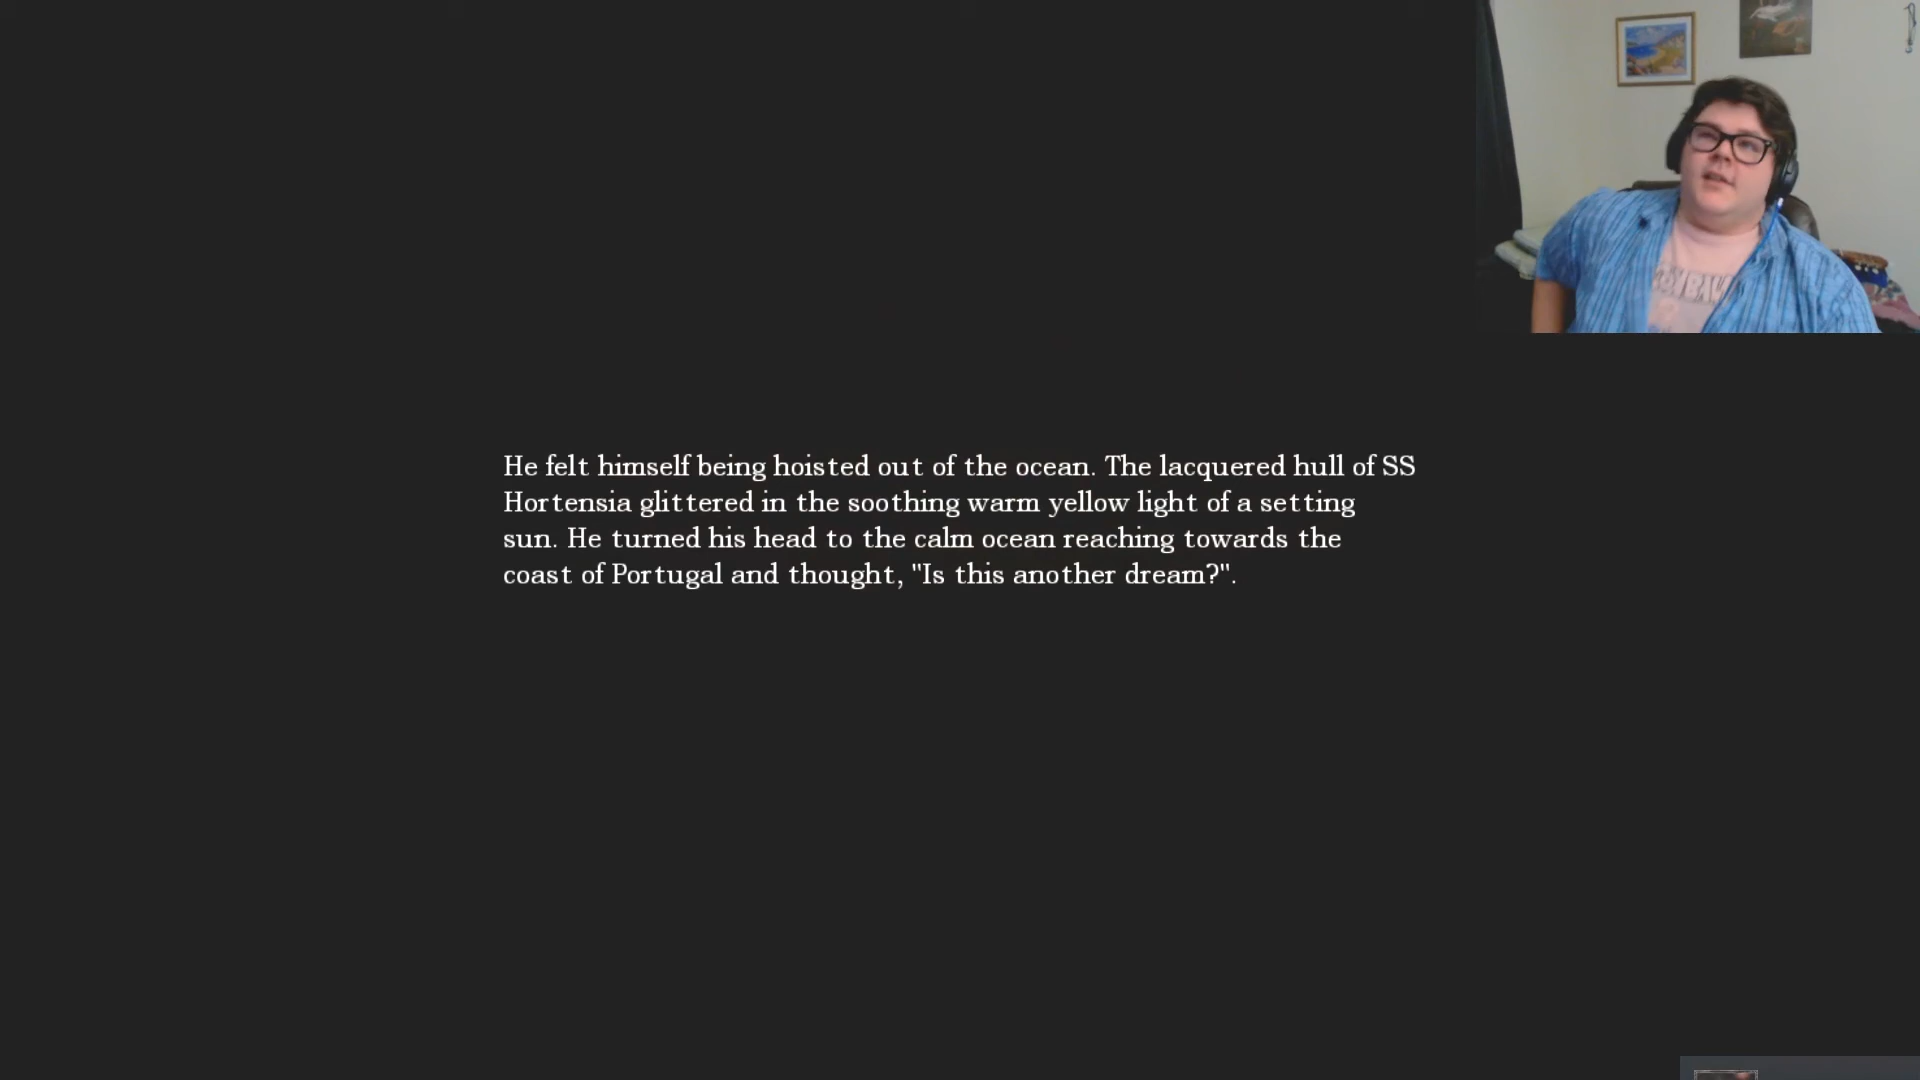 He felt himself being hoisted out of the ocean. The lacquered hull of SS
Hortensia glittered in the soothing warm yellow light of a setting
sun. He turned his head to the calm ocean reaching towards the
coast of Portugal and thought, "Is this another dream?".